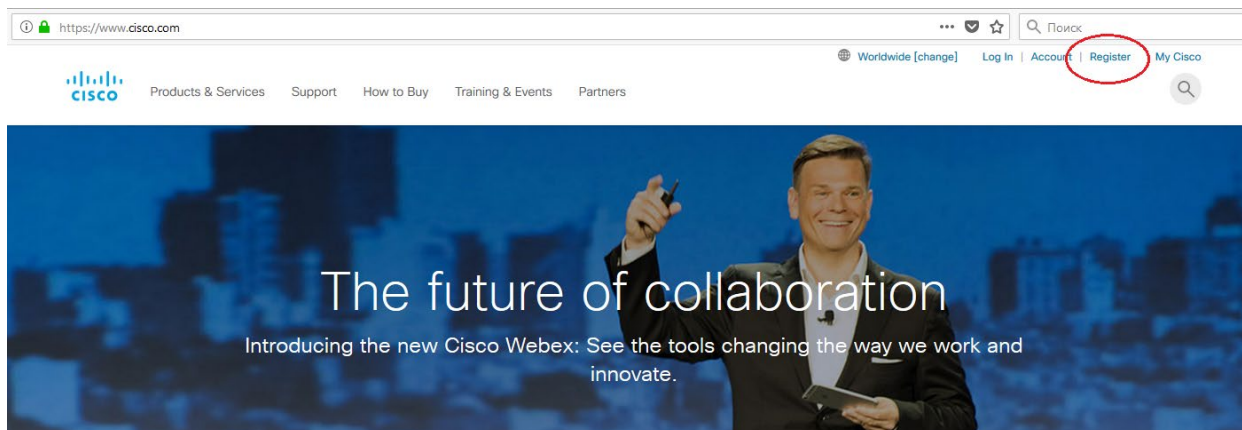 https://www.cisco.com
Поиск
Worldwide [change] Log In | Account | Register My Cisco
CISCO
Products & Services Support How to Buy Training & Events Partners
The future of collaboration
Introducing the new Cisco Webex: See the tools changing the way we work and
innovate.